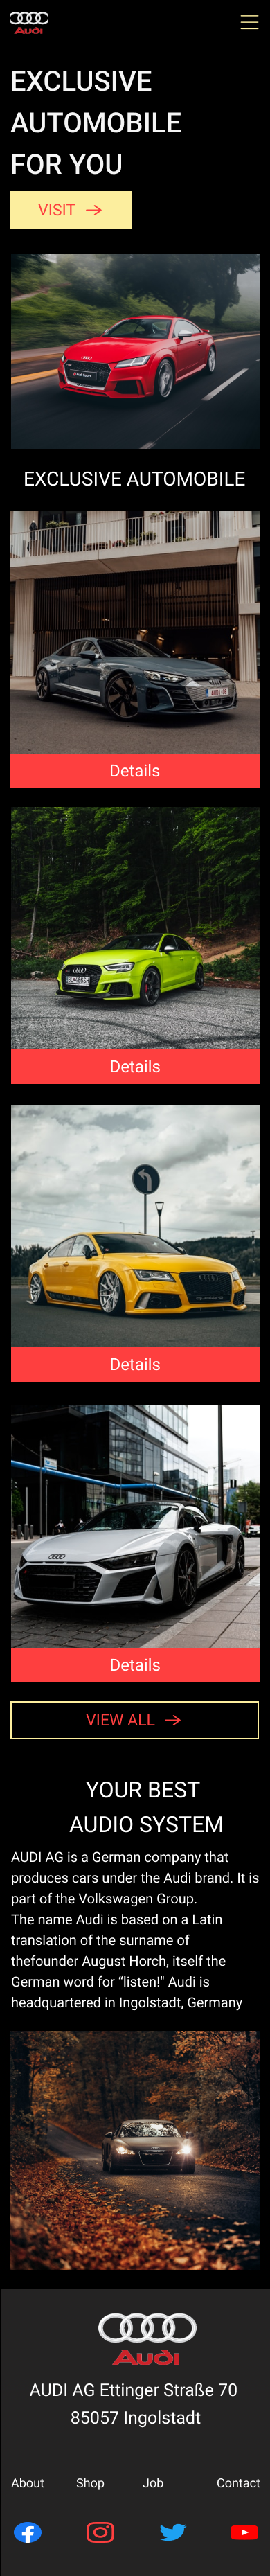 Audi
EXCLUSIVE
AUTOMOBILE
FOR YOU
VISIT
EXCLUSIVE AUTOMOBILE
Details
Details
Details
Details
VIEW ALL
YOUR BEST
AUDIO SYSTEM
AUDI AG is a German company that
produces cars under the Audi brand. It is
part of the Volkswagen Group.
The name Audi is based on a Latin
translation of the surname of
thefounder August Horch, itself the
German word for “listen!" Audi is
headquartered in Ingolstadt, Germany
Audi
AUDI AG Ettinger Straße 70
85057 Ingolstadt
About Shop Job Contact